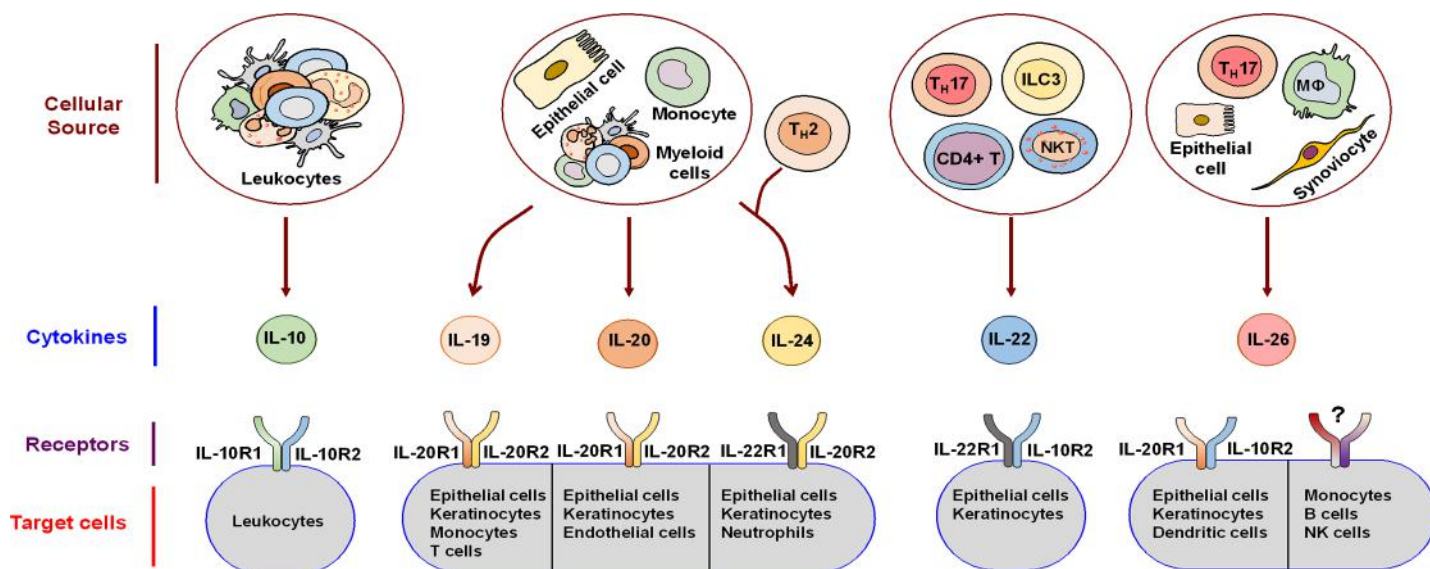 Cellular
Source
Leukocytes
Epithelial cell
Monocyte
Myeloid
cells
TH2
TH17
ILC3
CD4+ T
NKT
TH17
MΦ
Epithelial
cell
Synoviocyte
Cytokines
IL-10
IL-19
IL-20
IL-24
IL-22
IL-26
Receptors
IL-10R1
IL-10R2
IL-20R1
IL-20R2
IL-20R1
IL-20R2
IL-22R1
IL-20R2
IL-22R1
IL-10R2
IL-20R1
IL-10R2
?
Target cells
Leukocytes
Epithelial cells
Keratinocytes
Monocytes
T cells
Epithelial cells
Keratinocytes
Endothelial cells
Epithelial cells
Keratinocytes
Neutrophils
Epithelial cells
Keratinocytes
Epithelial cells
Keratinocytes
Dendritic cells
Monocytes
B cells
NK cells